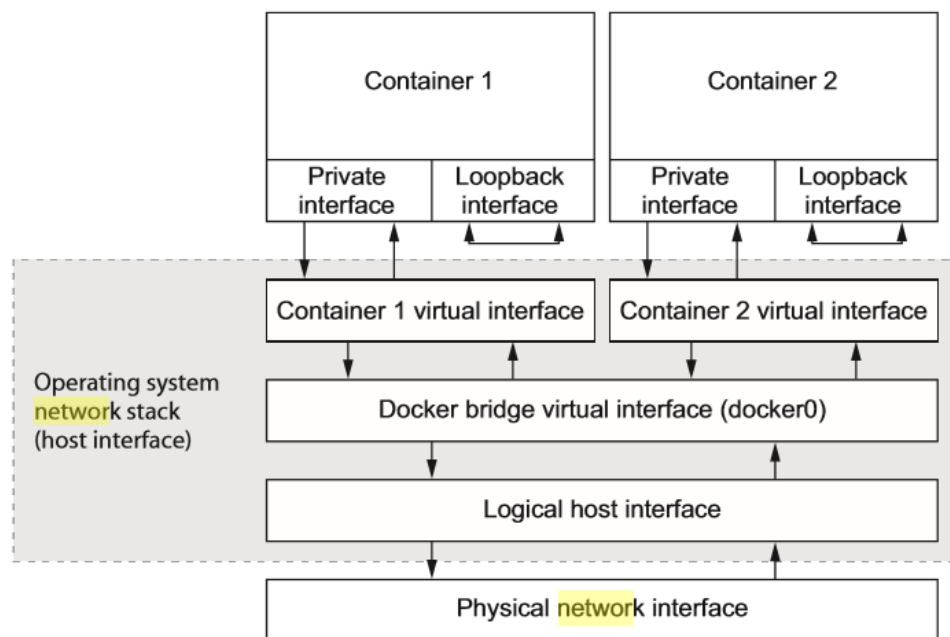 Container 1
Container 2
Private
interface
Loopback
interface
Private
interface
Loopback
interface
Container 1 virtual interface
Container 2 virtual interface
Operating system
network stack
(host interface)
Docker bridge virtual interface (docker0)
Logical host interface
Physical network interface